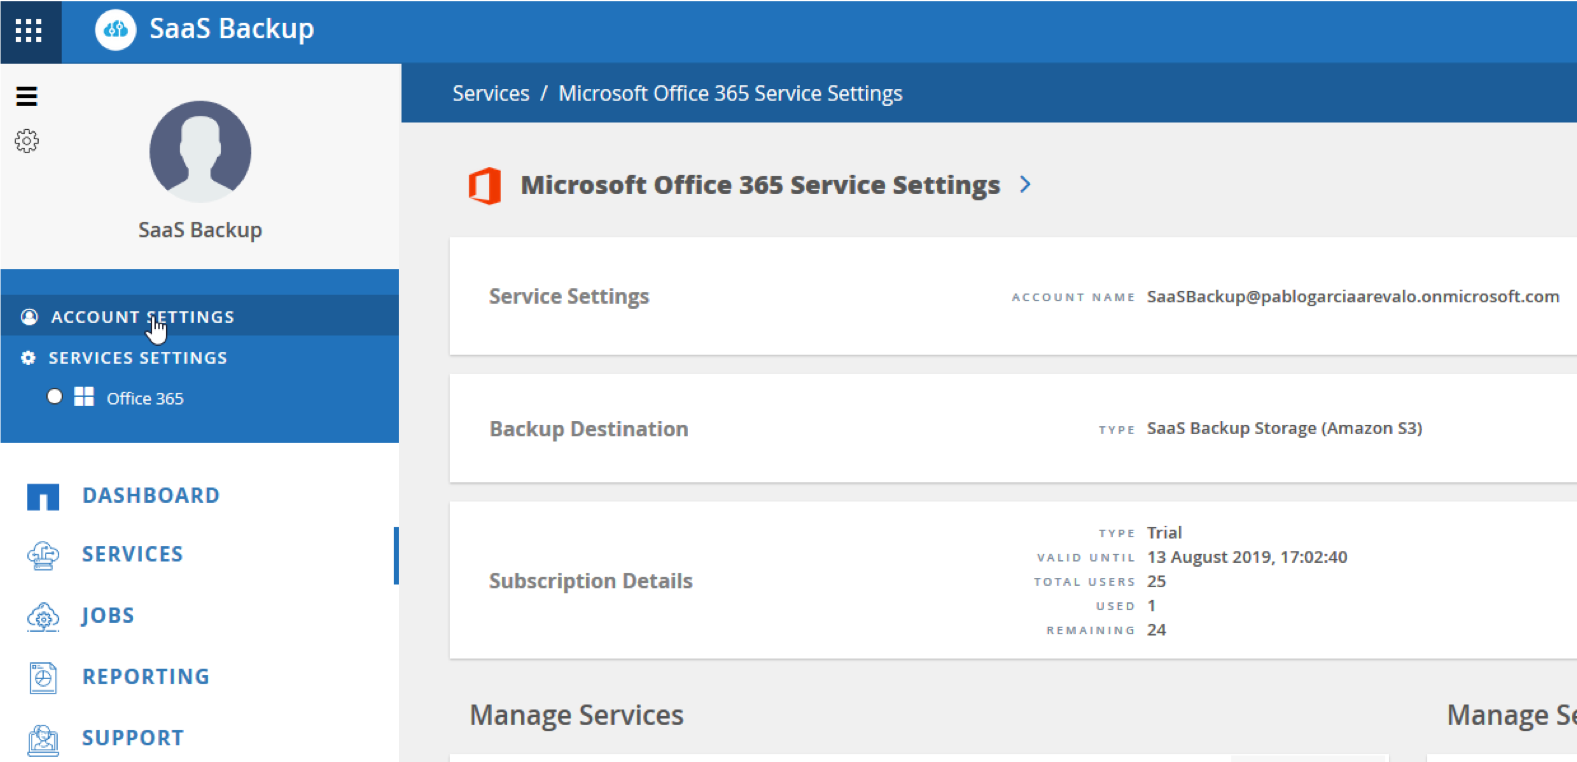 SaaS Backup
Services / Microsoft Office 365 Service Settings
SaaS Backup
ACCOUNT SETTINGS
SERVICES SETTINGS
Office 365
DASHBOARD
SERVICES
JOBS
REPORTING
SUPPORT
Microsoft Office 365 Service Settings
Service Settings
ACCOUNT NAME SaaSBackup@pablogarciaarevalo.onmicrosoft.com
Backup Destination
TYPE SaaS Backup Storage (Amazon S3)
Subscription Details
TYPE Trial
VALID UNTIL 13 August 2019, 17:02:40
TOTAL USERS 25
USED 1
REMAINING 24
Manage Services
Manage Se